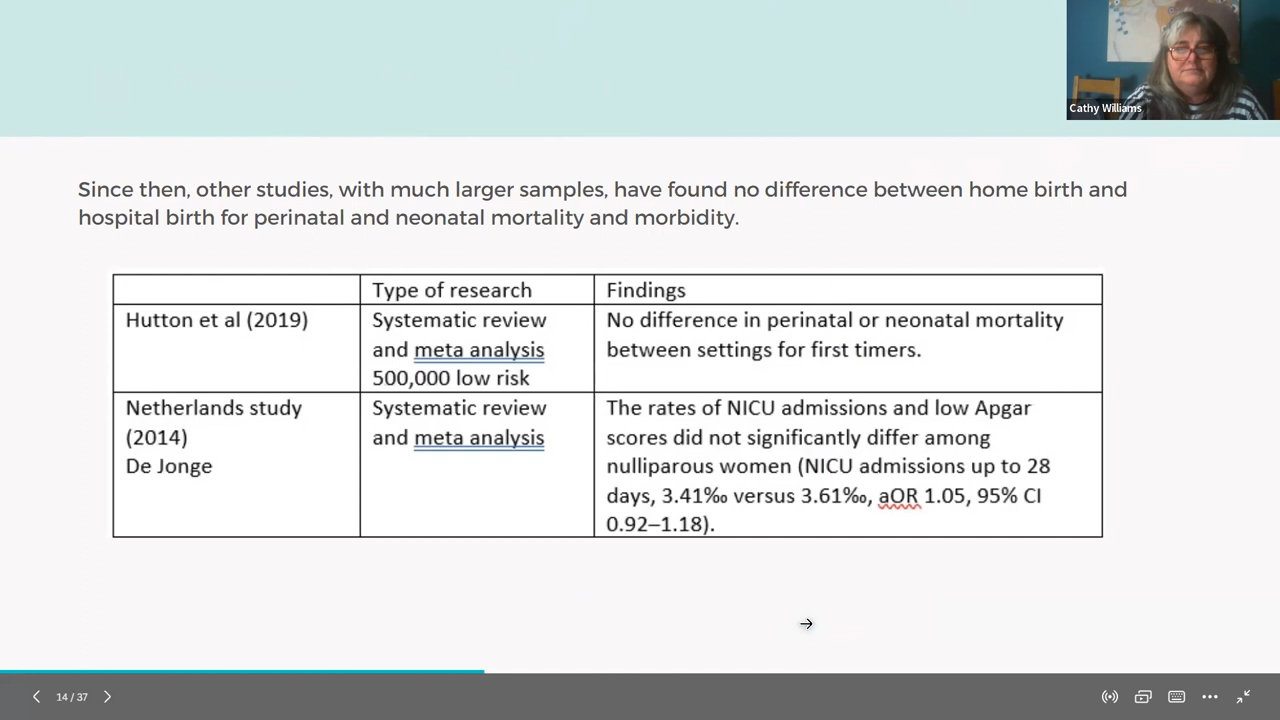 Cathy Williams
Since then, other studies, with much larger samples, have found no difference between home birth and
hospital birth for perinatal and neonatal mortality and morbidity.
Type of research
Findings
Hutton et al (2019)
Systematic review
and meta analysis
500,000 low risk
No difference in perinatal or neonatal mortality
between settings for first timers.
Netherlands study
(2014)
De Jonge
Systematic review
and meta analysis
The rates of NICU admissions and low Apgar
scores did not significantly differ among
nulliparous women (NICU admissions up to 28
days, 3.41‰ versus 3.61‰, aOR 1.05, 95% CI
0.92–1.18).
14 / 37